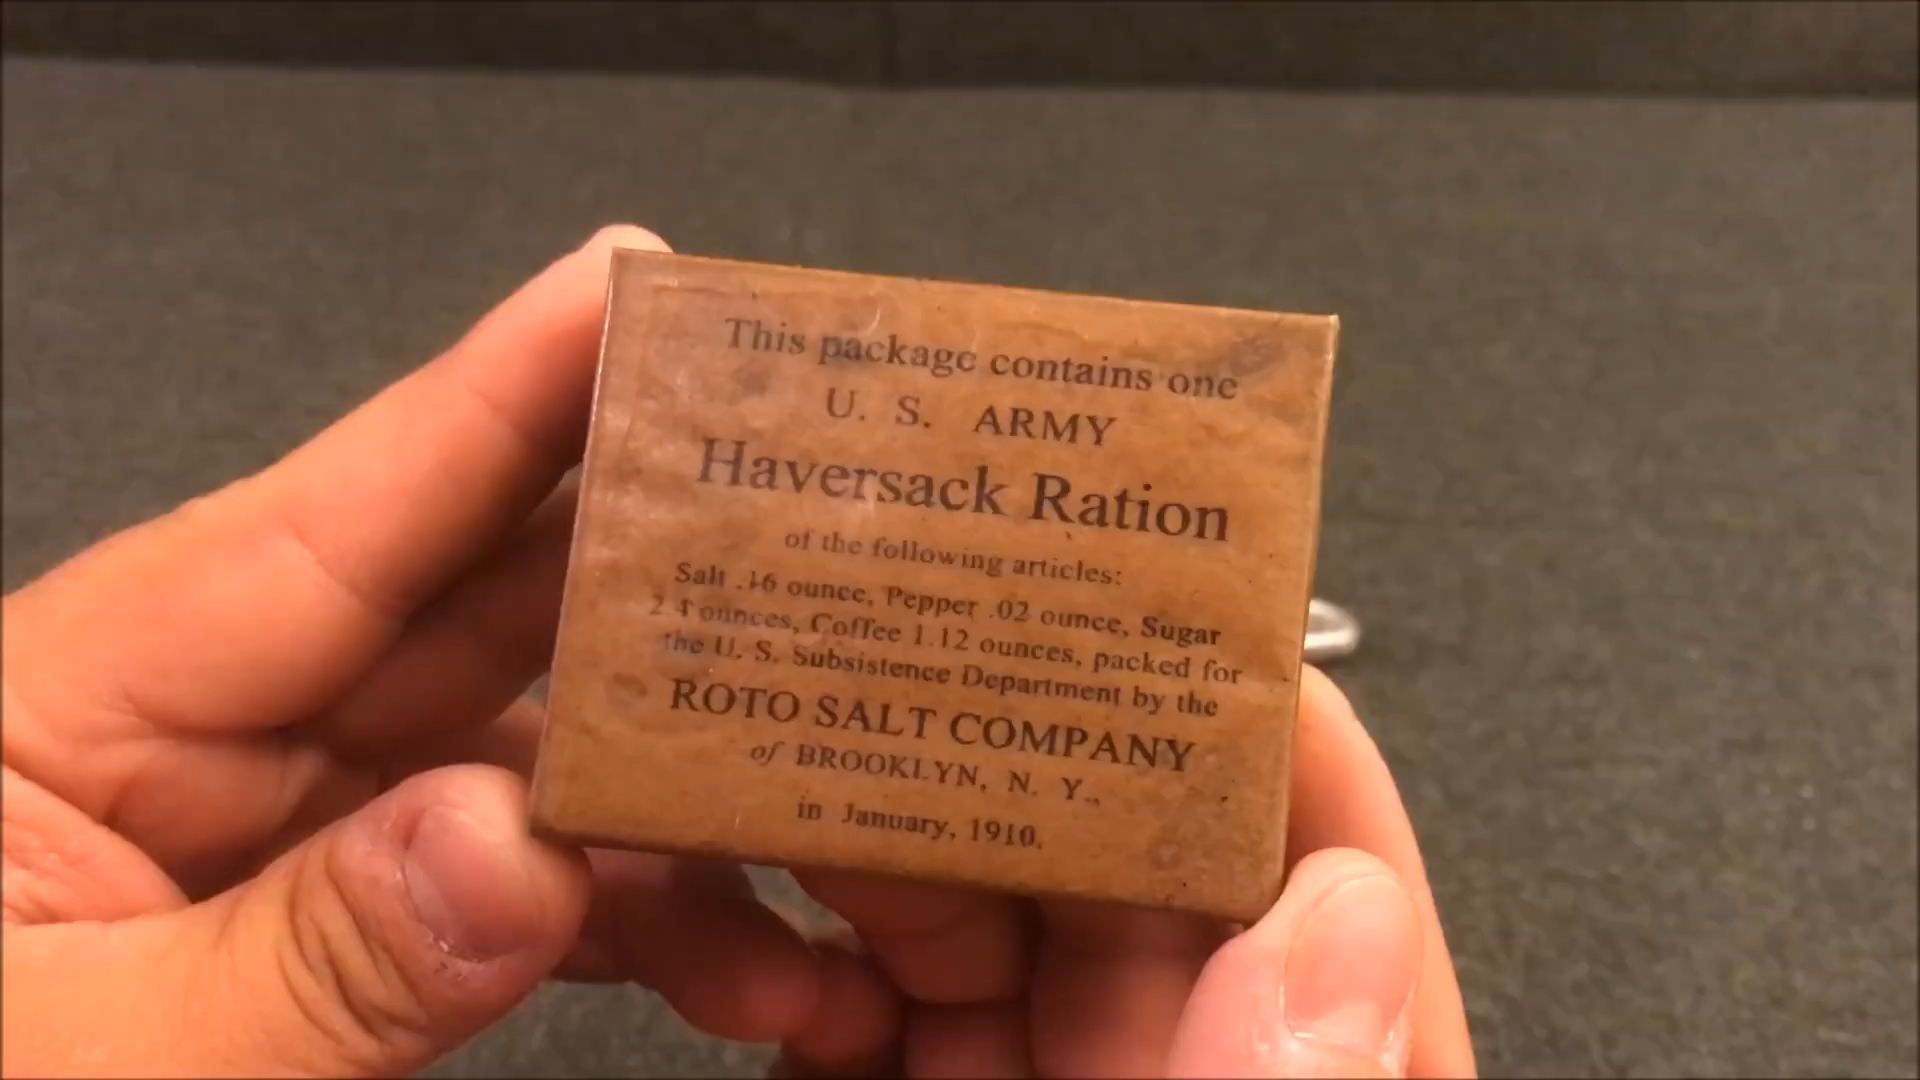 This package contains one
U. S. ARMY
Haversack Ration
of the following articles:
Salt .16 ounce, Pepper .02 ounce, Sugar
2.4 ounces, Coffee 1.12 ounces, packed for
the U. S. Subsistence Department by the
ROTO SALT COMPANY
of BROOKLYN, N. Y.,
in January, 1910.